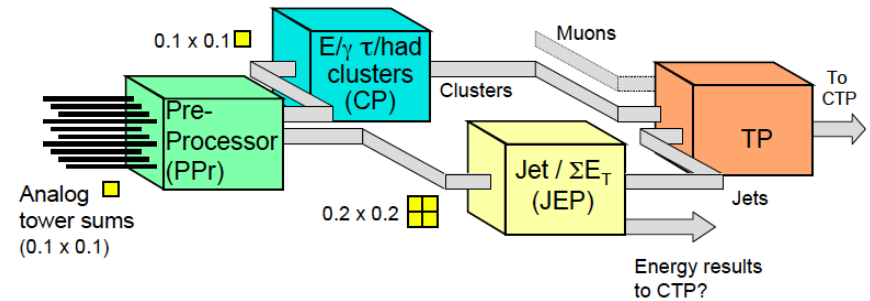 0.1 x 0.1
E/γ τ/had
clusters
(CP)
Muons
To
CTP
Pre-
Processor
(PPr)
Clusters
TP
Analog
tower sums
(0.1 x 0.1)
0.2 x 0.2
Jet / ΣE_T
(JEP)
Jets
Energy results
to CTP?